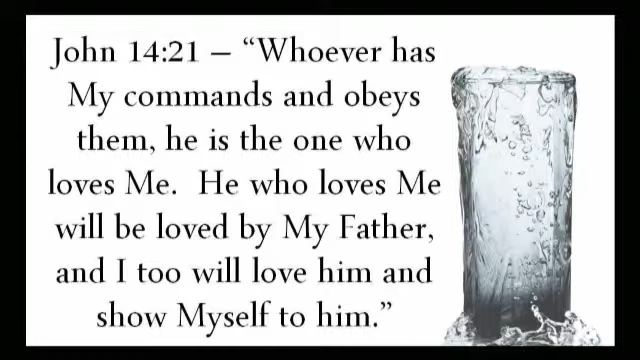 John 14:21 – “Whoever has
My commands and obeys
them, he is the one who
loves Me.  He who loves Me
will be loved by My Father,
and I too will love him and
show Myself to him.”